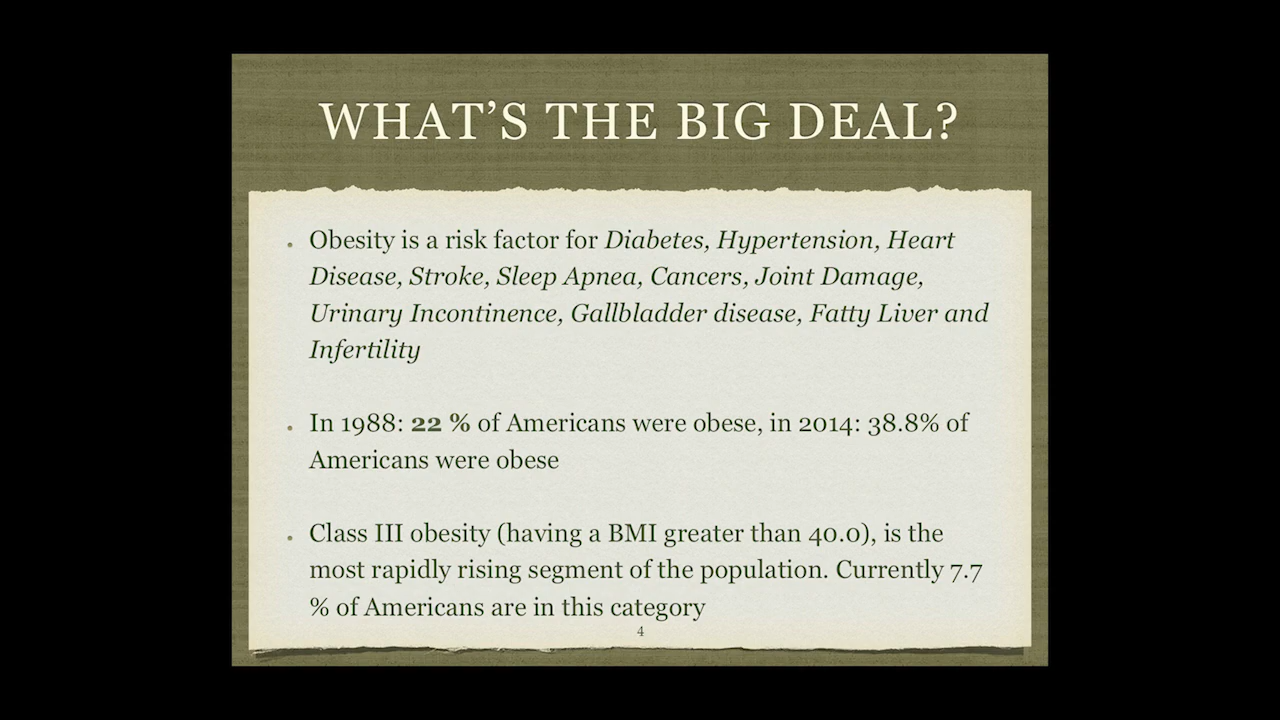 WHAT'S THE BIG DEAL?
Obesity is a risk factor for Diabetes, Hypertension, Heart
Disease, Stroke, Sleep Apnea, Cancers, Joint Damage,
Urinary Incontinence, Gallbladder disease, Fatty Liver and
Infertility
In 1988: 22 % of Americans were obese, in 2014: 38.8% of
Americans were obese
Class III obesity (having a BMI greater than 40.0), is the
most rapidly rising segment of the population. Currently 7.7
% of Americans are in this category
4